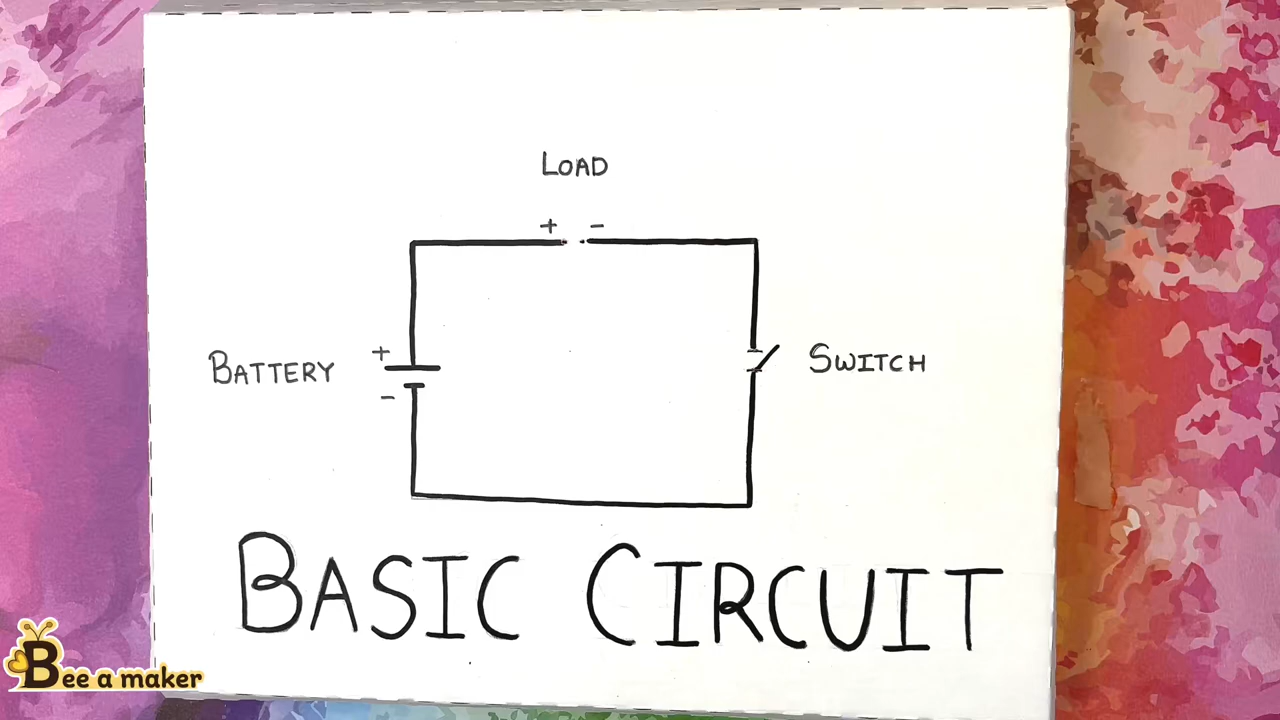 LOAD
+ -
BATTERY + -
SWITCH
BASIC CIRCUIT
Bee a maker